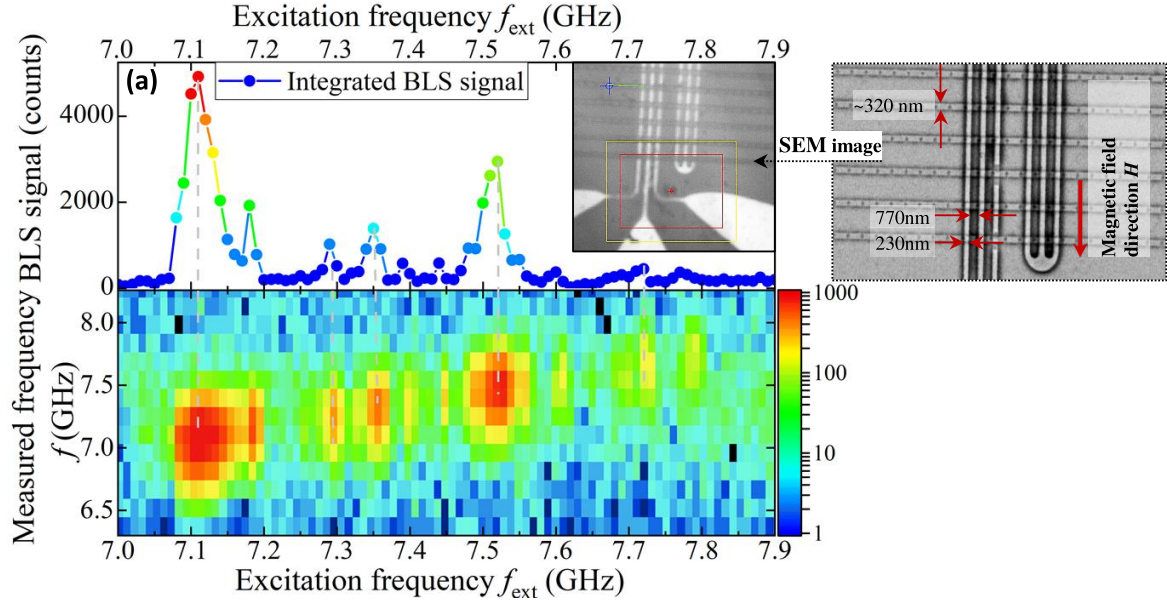 Excitation frequency f_ext (GHz)
7.0 7.1 7.2 7.3 7.4 7.5 7.6 7.7 7.8 7.9
Measured frequency BLS signal (counts)
f (GHz)
(a)
Integrated BLS signal
4000
2000
0
SEM image
~320 nm
770nm
230nm
Magnetic field
direction H
8.0
7.5
7.0
6.5
1000
100
10
1
7.0 7.1 7.2 7.3 7.4 7.5 7.6 7.7 7.8 7.9
Excitation frequency f_ext (GHz)